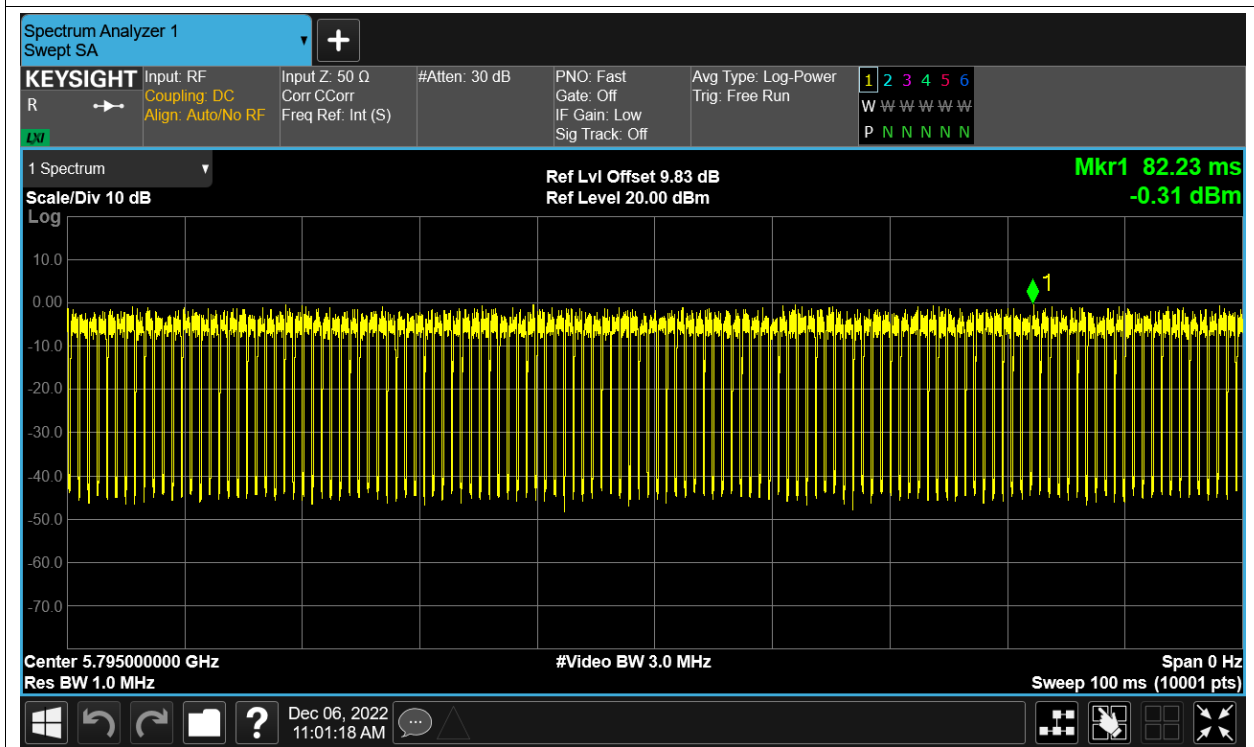 Spectrum Analyzer 1
Swept SA
+
KEYSIGHT Input: RF Input Z: 50 Ω #Atten: 30 dB PNO: Fast Avg Type: Log-Power 1 2 3 4 5 6
R Coupling: DC Corr CCorr Gate: Off Trig: Free Run
Align: Auto/No RF Freq Ref: Int (S) IF Gain: Low W W W W W W
LXI Sig Track: Off P N N N N N
1 Spectrum Ref Lvl Offset 9.83 dB Mkr1 82.23 ms
Scale/Div 10 dB Ref Level 20.00 dBm -0.31 dBm
Log
10.0
1
0.00
-10.0
-20.0
-30.0
-40.0
-50.0
-60.0
-70.0
Center 5.795000000 GHz #Video BW 3.0 MHz Span 0 Hz
Res BW 1.0 MHz Sweep 100 ms (10001 pts)
? Dec 06, 2022
11:01:18 AM